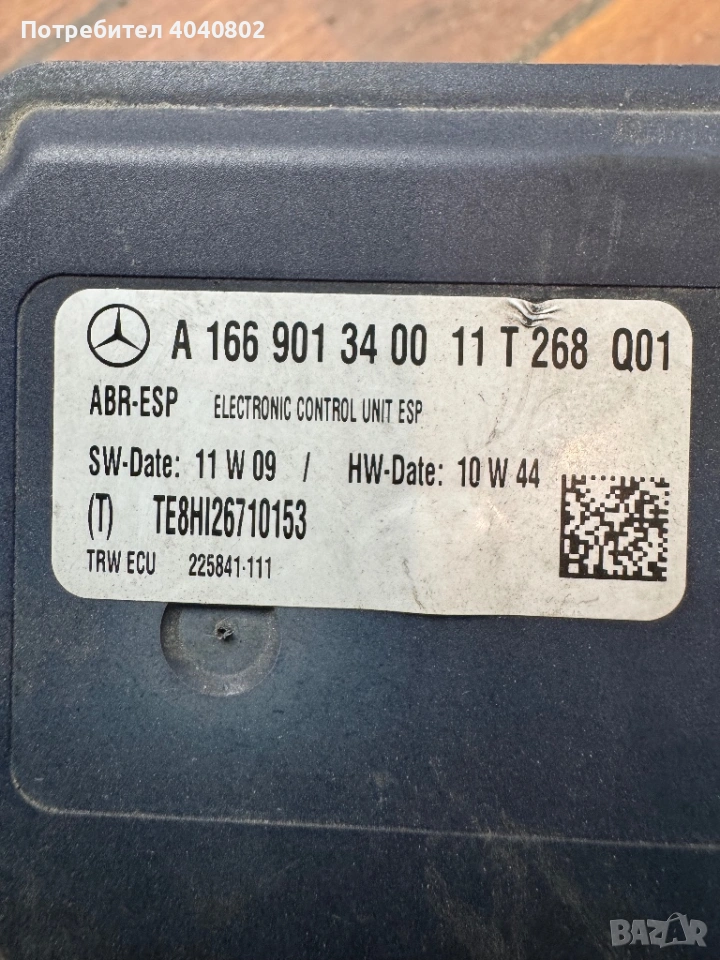 Потребител 4040802
A 166 901 34 00 11 T 268 Q01
ABR-ESP ELECTRONIC CONTROL UNIT ESP
SW-Date: 11 W 09 / HW-Date: 10 W 44
(T) TE8HI26710153
TRW ECU 225841-111
BAZAR